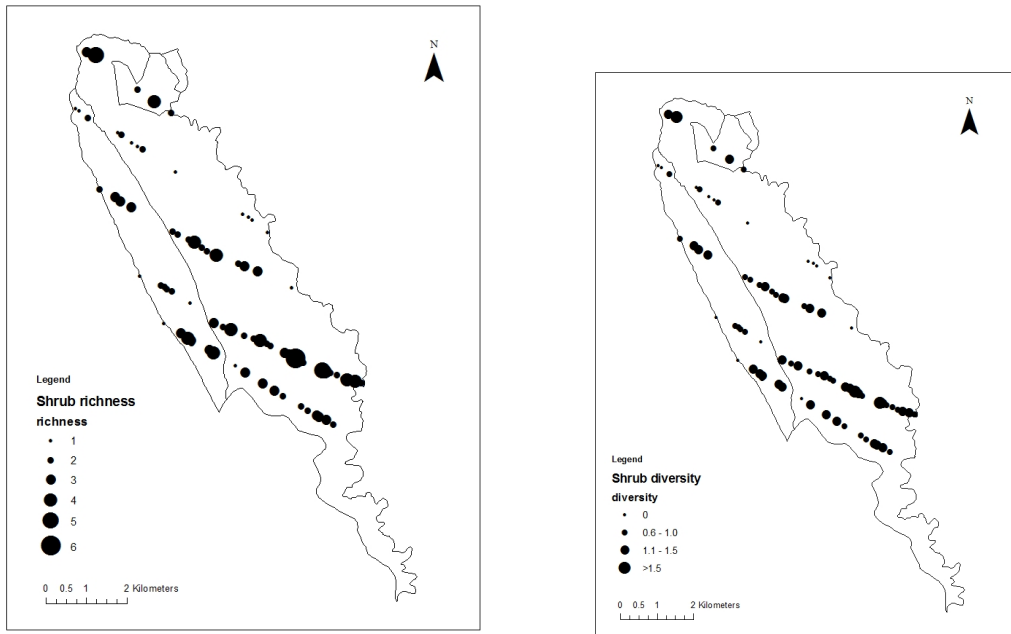 N
Legend
Shrub richness
richness
1
2
3
4
5
6
0 0.5 1 2 Kilometers
N
Legend
Shrub diversity
diversity
0
0.6 - 1.0
1.1 - 1.5
>1.5
0 0.5 1 2 Kilometers